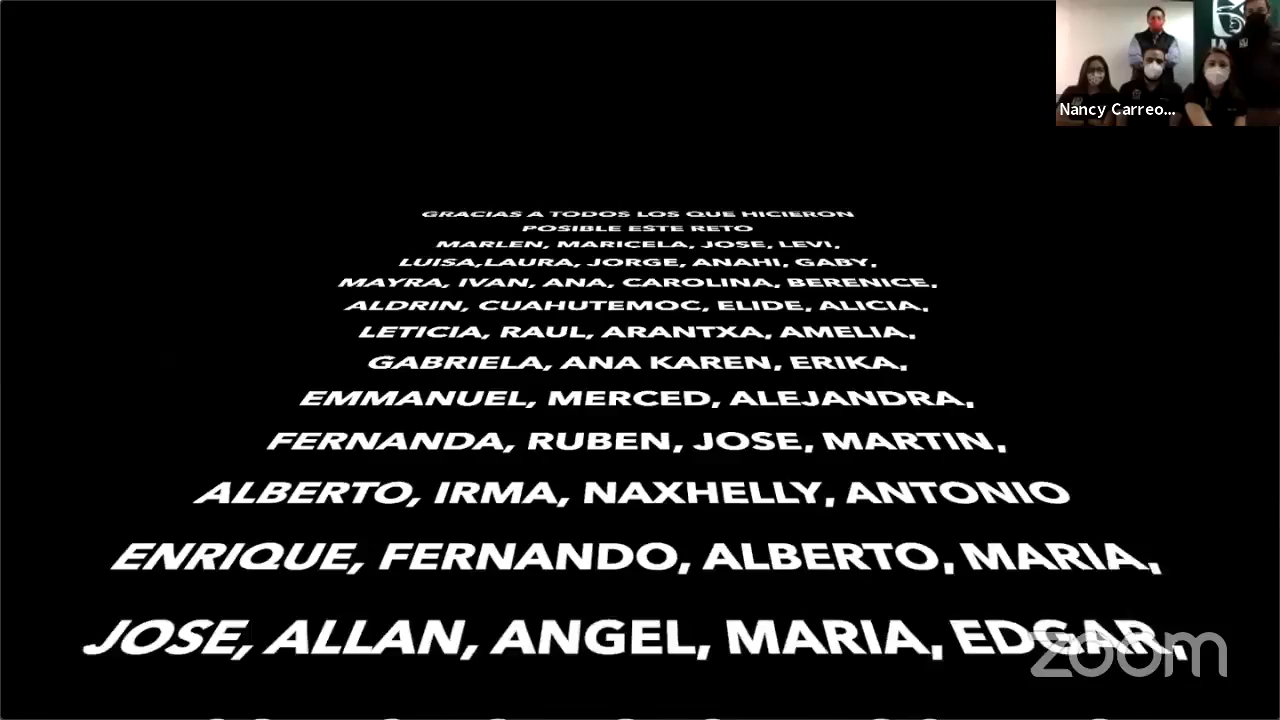 GRACIAS A TODOS LOS QUE HICIERON
POSIBLE ESTE RETO
MARLEN, MARICELA, JOSE, LEVI,
LUISA,LAURA, JORGE, ANAHI, GABY,
MAYRA, IVAN, ANA, CAROLINA, BERENICE,
ALDRIN, CUAHUTEMOC, ELIDE, ALICIA,
LETICIA, RAUL, ARANTXA, AMELIA,
GABRIELA, ANA KAREN, ERIKA,
EMMANUEL, MERCED, ALEJANDRA,
FERNANDA, RUBEN, JOSE, MARTIN,
ALBERTO, IRMA, NAXHELLY, ANTONIO
ENRIQUE, FERNANDO, ALBERTO, MARIA,
JOSE, ALLAN, ANGEL, MARIA, EDGAR,
Nancy Carreo...
zoom